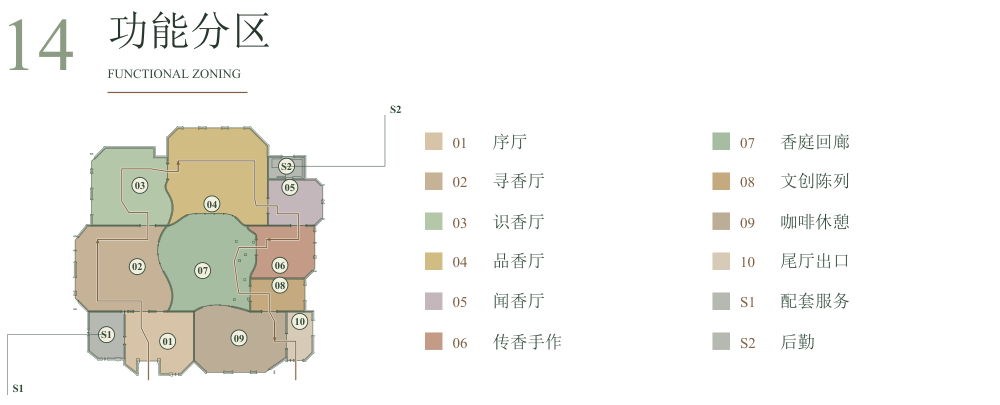 14
功能分区
FUNCTIONAL ZONING
S2
S2
03
05
04
02
07
06
08
S1
01
09
10
S1
01 序厅
02 寻香厅
03 识香厅
04 品香厅
05 闻香厅
06 传香手作
07 香庭回廊
08 文创陈列
09 咖啡休憩
10 尾厅出口
S1 配套服务
S2 后勤